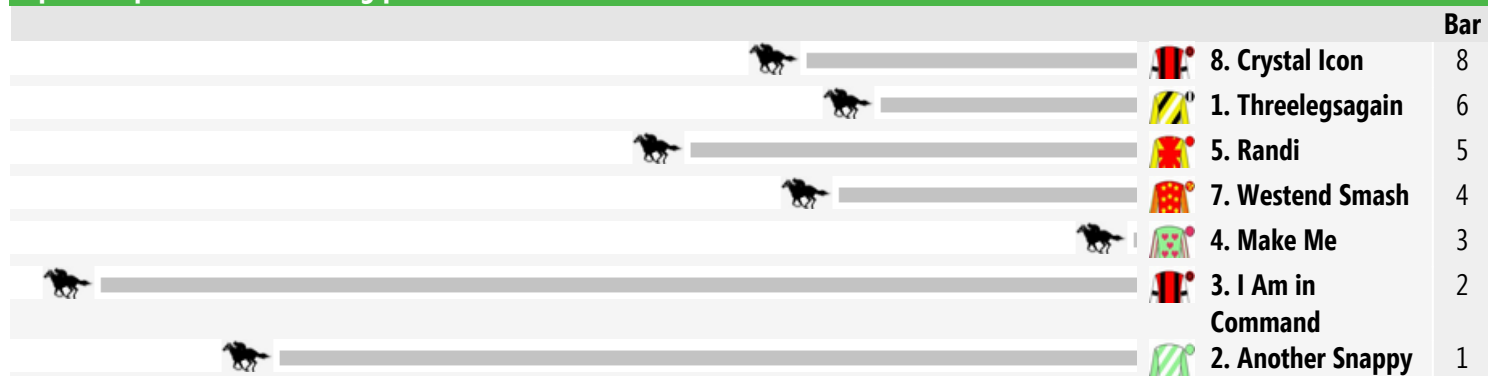 Bar
8. Crystal Icon 8
1. Threelegsagain 6
5. Randi 5
7. Westend Smash 4
4. Make Me 3
3. I Am in 2
Command
2. Another Snappy 1